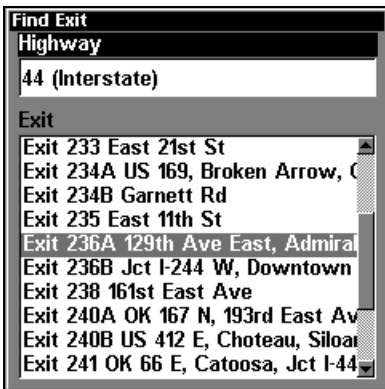 Find Exit
Highway
44 (Interstate)
Exit
Exit 233 East 21st St
Exit 234A US 169, Broken Arrow,
Exit 234B Garnett Rd
Exit 235 East 11th St
Exit 236A 129th Ave East, Admiral
Exit 236B Jct I-244 W, Downtown
Exit 238 161st East Ave
Exit 240A OK 167 N, 193rd East Av
Exit 240B US 412 E, Choteau, Siloa
Exit 241 OK 66 E, Catoosa, Jct I-44